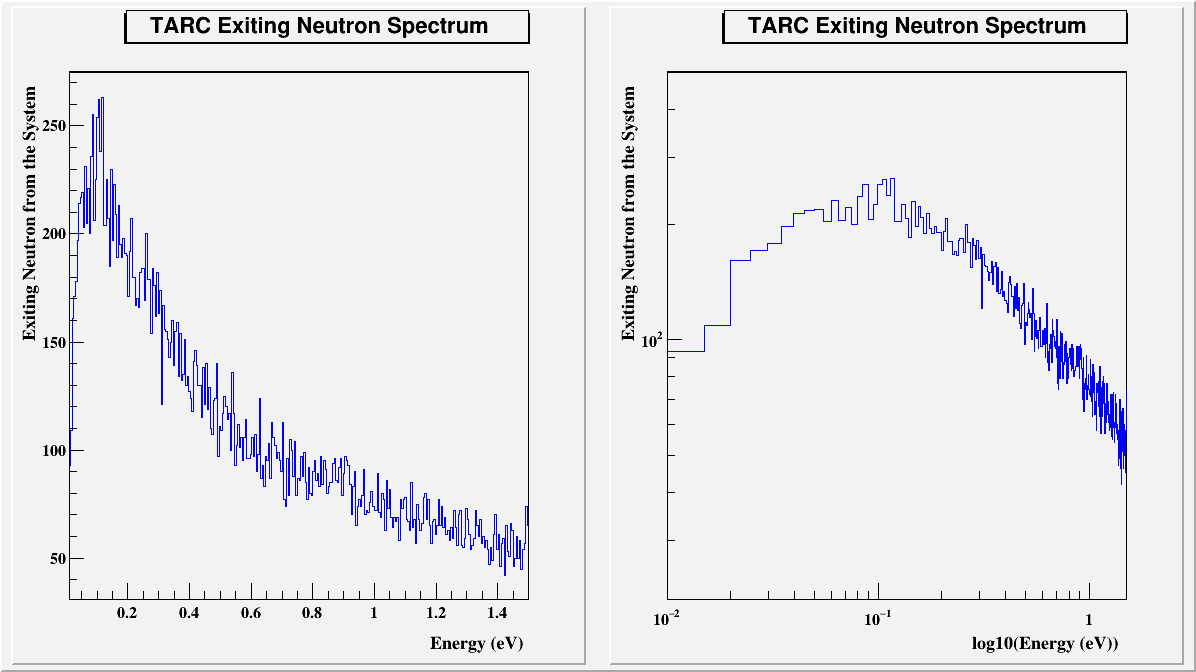 TARC Exiting Neutron Spectrum
Exiting Neutron from the System
250
200
150
100
50
0.2 0.4 0.6 0.8 1 1.2 1.4
Energy (eV)
TARC Exiting Neutron Spectrum
Exiting Neutron from the System
10²
10⁻² 10⁻¹ 1
log10(Energy (eV))